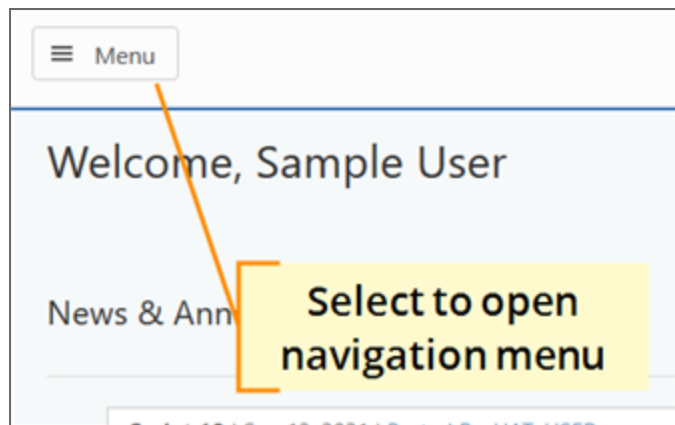 Menu
Welcome, Sample User
News & Ann
Select to open
navigation menu